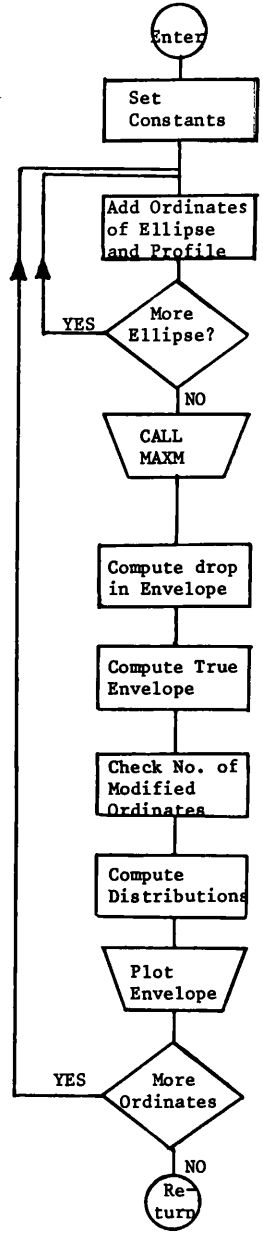 Enter
Set
Constants
Add Ordinates
of Ellipse
and Profile
More
Ellipse?
YES
NO
CALL
MAXM
Compute drop
in Envelope
Compute True
Envelope
Check No. of
Modified
Ordinates
Compute
Distributions
Plot
Envelope
YES
More
Ordinates
NO
Re-
turn